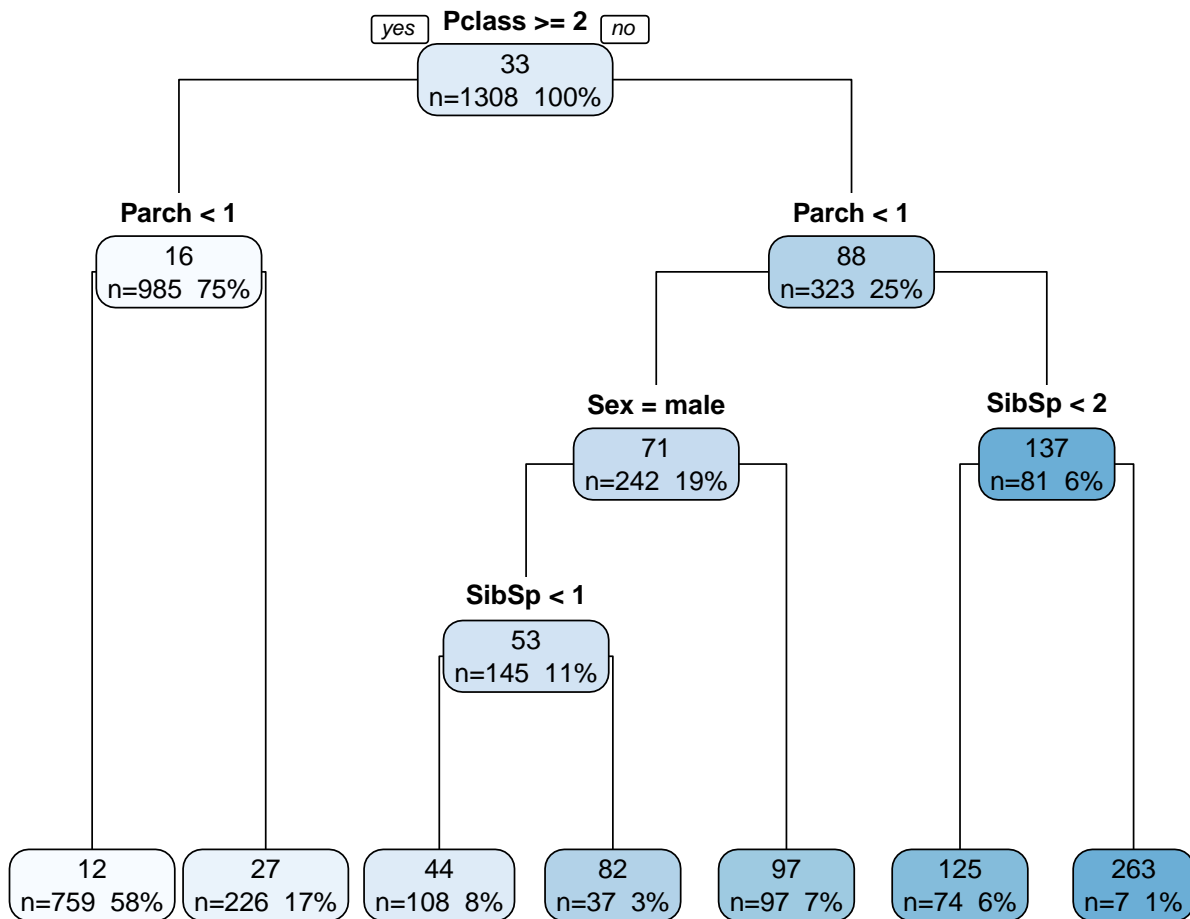 Pclass >= 2
yes
no
33
n=1308 100%
Parch < 1
Parch < 1
16
n=985 75%
88
n=323 25%
Sex = male
SibSp < 2
71
n=242 19%
137
n=81 6%
SibSp < 1
53
n=145 11%
12
n=759 58%
27
n=226 17%
44
n=108 8%
82
n=37 3%
97
n=97 7%
125
n=74 6%
263
n=7 1%